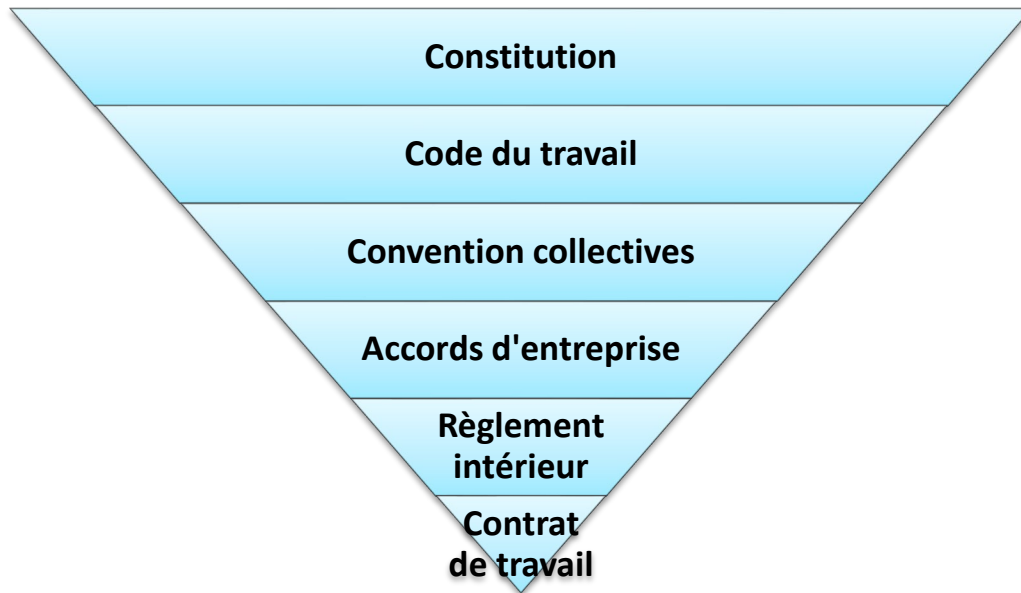 Constitution
Code du travail
Convention collectives
Accords d'entreprise
Règlement
intérieur
Contrat
de travail